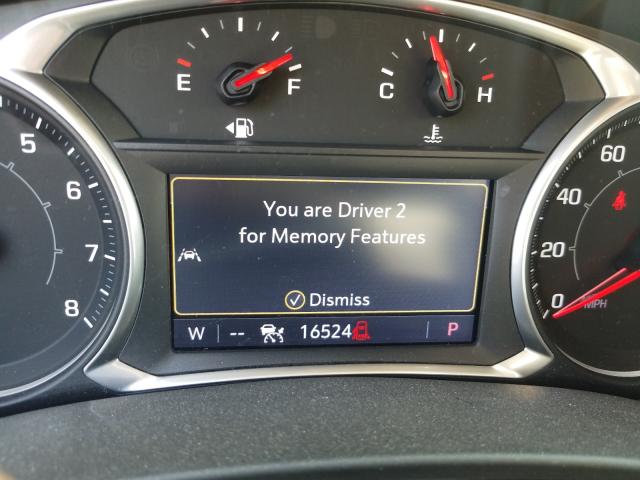 E F C H
5
6
7
8
60
40
20
0
MPH
You are Driver 2
for Memory Features
Dismiss
W -- 16524 P